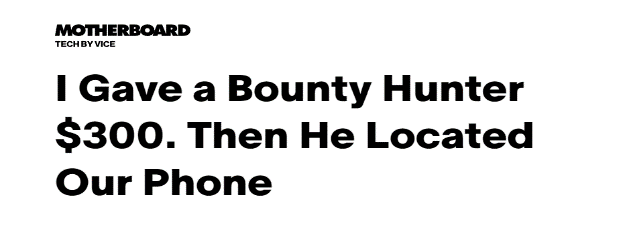 MOTHERBOARD
TECH BY VICE
I Gave a Bounty Hunter
$300. Then He Located
Our Phone